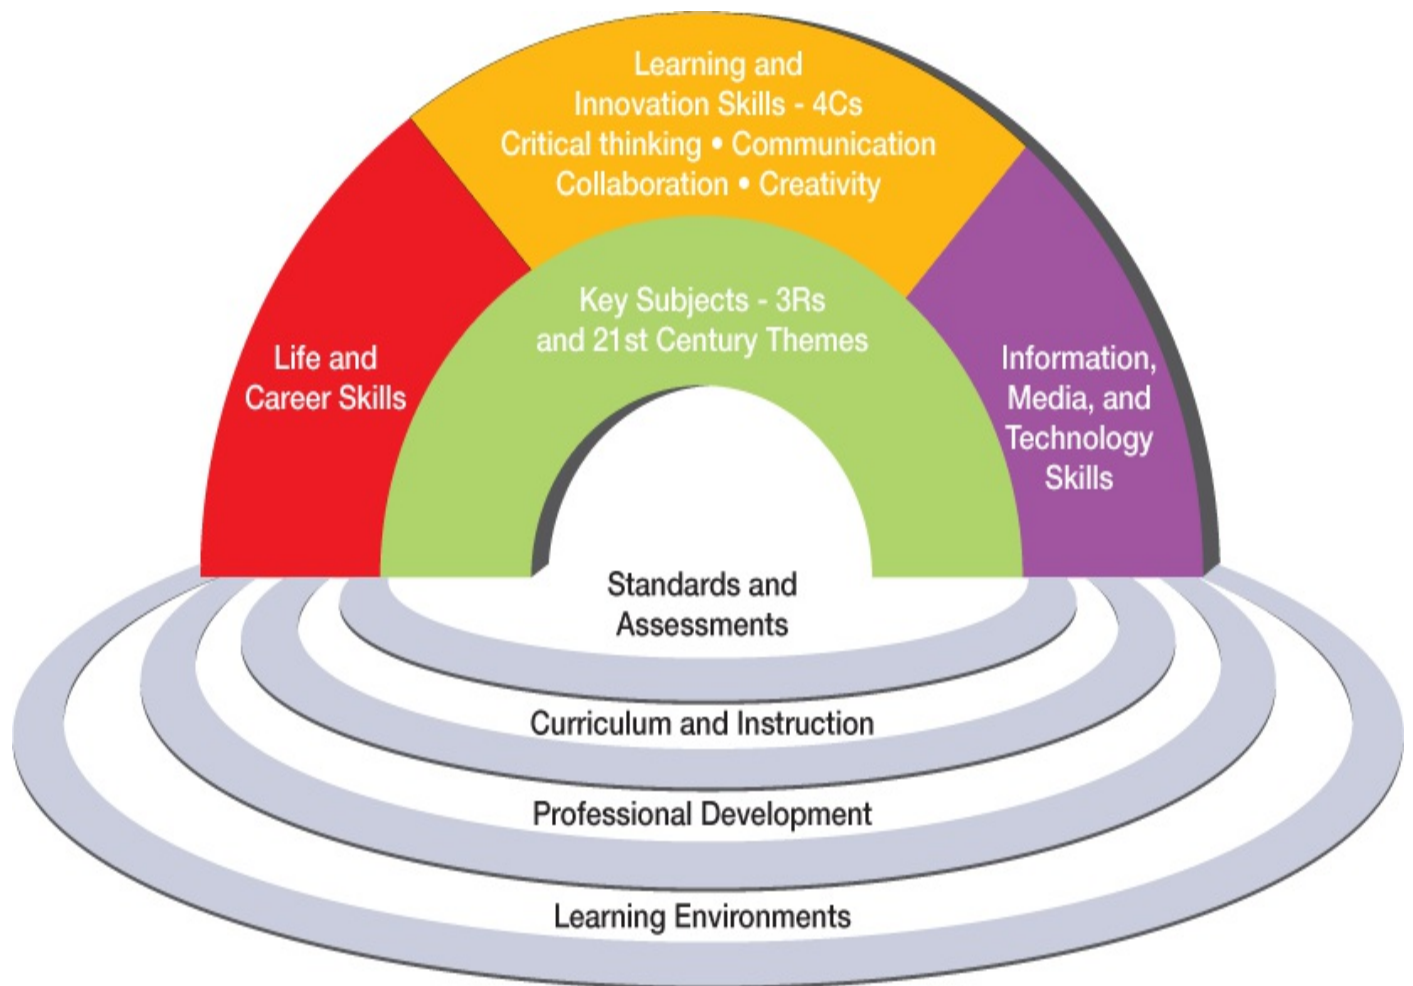 Learning and
Innovation Skills - 4Cs
Critical thinking • Communication
Collaboration • Creativity
Key Subjects - 3Rs
and 21st Century Themes
Life and
Career Skills
Information,
Media, and
Technology
Skills
Standards and
Assessments
Curriculum and Instruction
Professional Development
Learning Environments